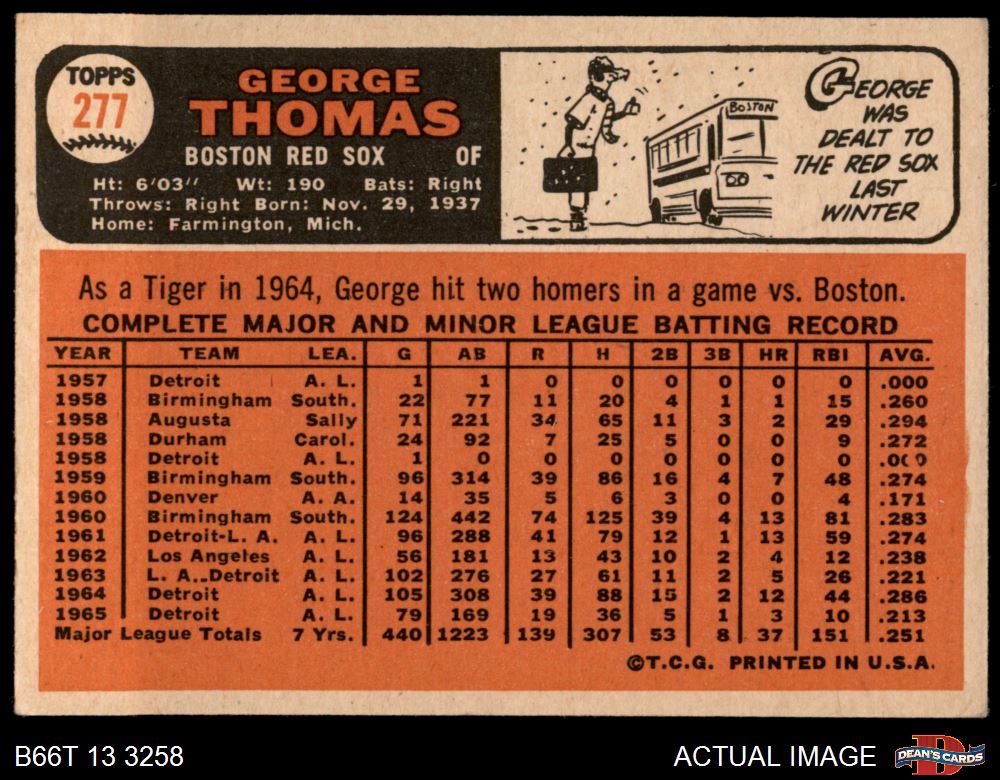 TOPPS
277
GEORGE
THOMAS
BOSTON RED SOX OF
Ht: 6'03" Wt: 190 Bats: Right
Throws: Right Born: Nov. 29, 1937
Home: Farmington, Mich.
BOSTON
GEORGE
WAS
DEALT TO
THE RED SOX
LAST
WINTER
As a Tiger in 1964, George hit two homers in a game vs. Boston.
COMPLETE MAJOR AND MINOR LEAGUE BATTING RECORD
YEAR TEAM LEA. G AB R H 2B 3B HR RBI AVG.
1957 Detroit A. L. 1 1 0 0 0 0 0 0 .000
1958 Birmingham South. 22 77 11 20 4 1 1 15 .260
1958 Augusta Sally 71 221 34 65 11 3 2 29 .294
1958 Durham Carol. 24 92 7 25 5 0 0 9 .272
1958 Detroit A. L. 1 0 0 0 0 0 0 0 .000
1959 Birmingham South. 96 314 39 86 16 4 7 48 .274
1960 Denver A. A. 14 35 5 6 3 0 0 4 .171
1960 Birmingham South. 124 442 74 125 39 4 13 81 .283
1961 Detroit-L. A. A. L. 96 288 41 79 12 1 13 59 .274
1962 Los Angeles A. L. 56 181 13 43 10 2 4 12 .238
1963 L. A.-Detroit A. L. 102 276 27 61 11 2 5 26 .221
1964 Detroit A. L. 105 308 39 88 15 2 12 44 .286
1965 Detroit A. L. 79 169 19 36 5 1 3 10 .213
Major League Totals 7 Yrs. 440 1223 139 307 53 8 37 151 .251
©T.C.G. PRINTED IN U.S.A.
B66T 13 3258
ACTUAL IMAGE
DEAN'S CARDS